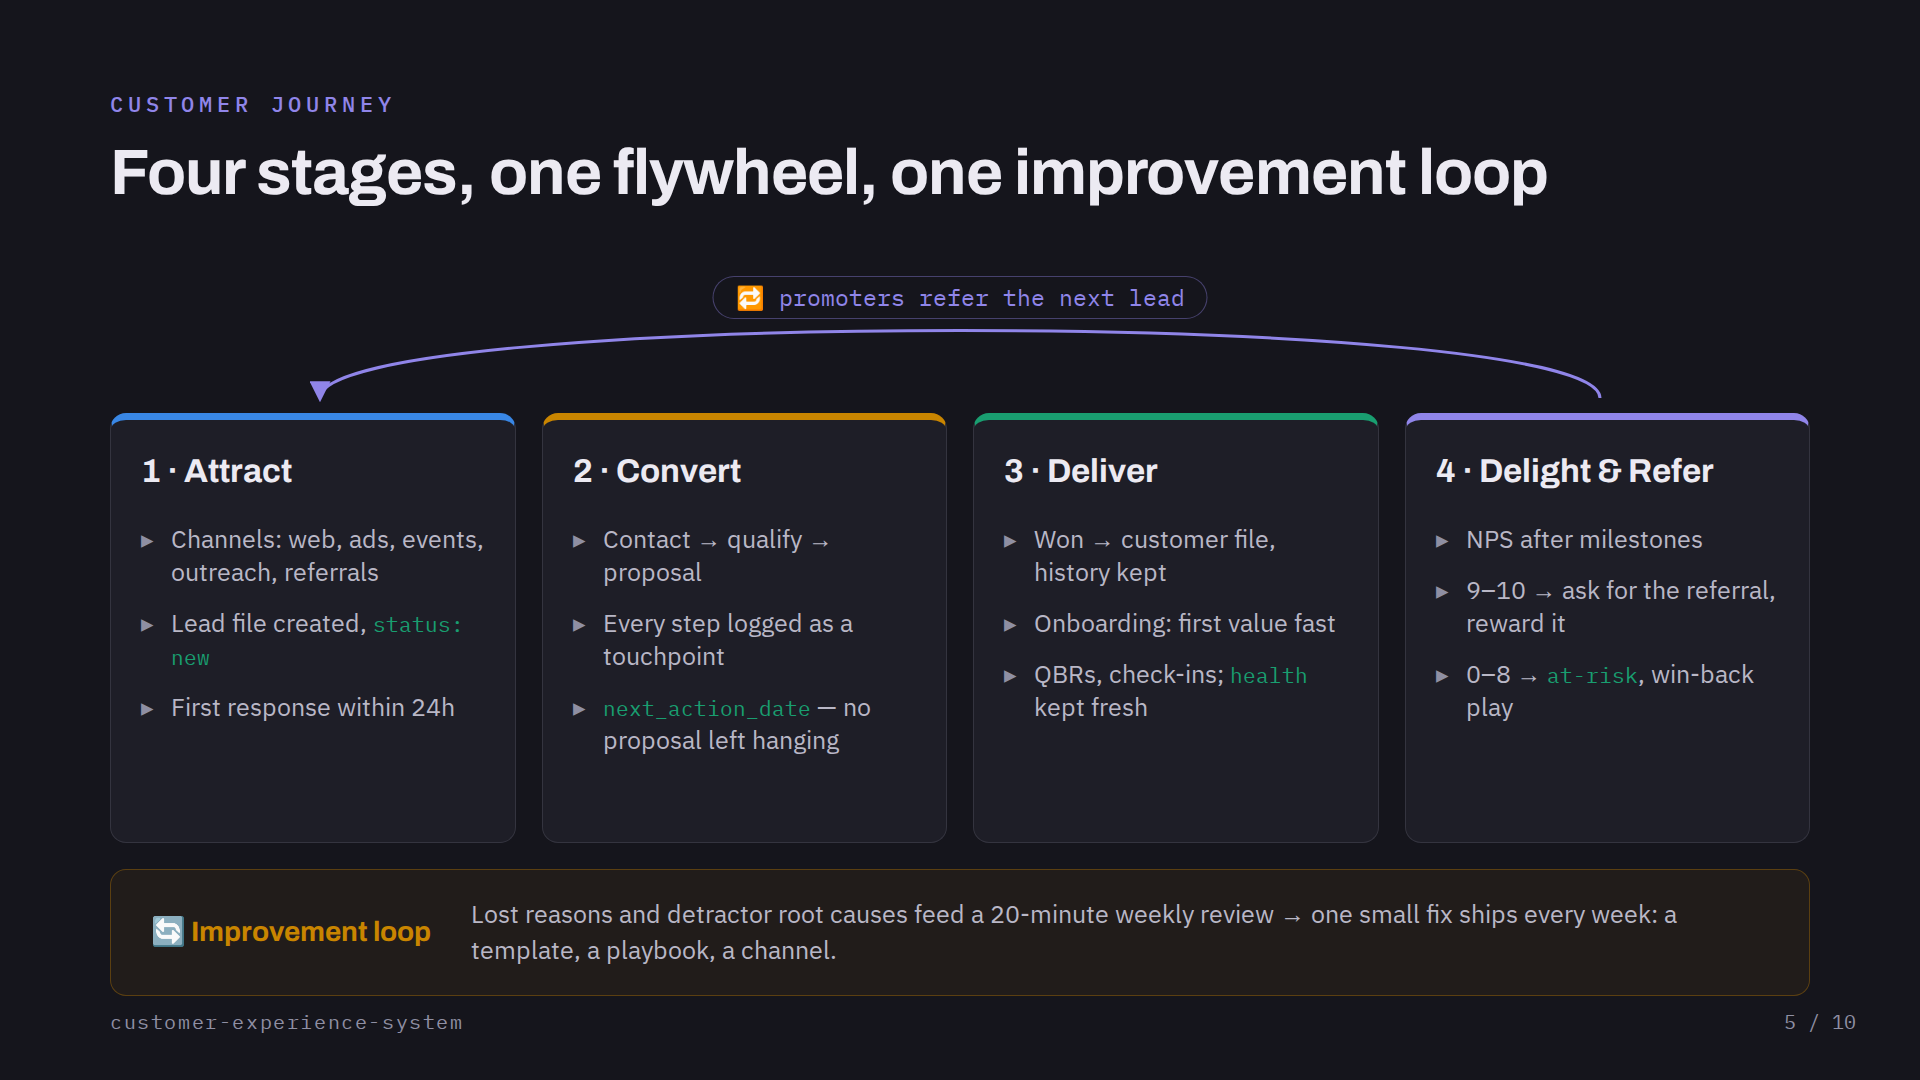 CUSTOMER JOURNEY
Four stages, one flywheel, one improvement loop
🔁 promoters refer the next lead
1 · Attract
▸ Channels: web, ads, events,
outreach, referrals
▸ Lead file created, status:
new
▸ First response within 24h
2 · Convert
▸ Contact → qualify →
proposal
▸ Every step logged as a
touchpoint
▸ next_action_date — no
proposal left hanging
3 · Deliver
▸ Won → customer file,
history kept
▸ Onboarding: first value fast
▸ QBRs, check-ins; health
kept fresh
4 · Delight & Refer
▸ NPS after milestones
▸ 9–10 → ask for the referral,
reward it
▸ 0–8 → at-risk, win-back
play
🔄 Improvement loop
Lost reasons and detractor root causes feed a 20-minute weekly review → one small fix ships every week: a
template, a playbook, a channel.
customer-experience-system
5 / 10